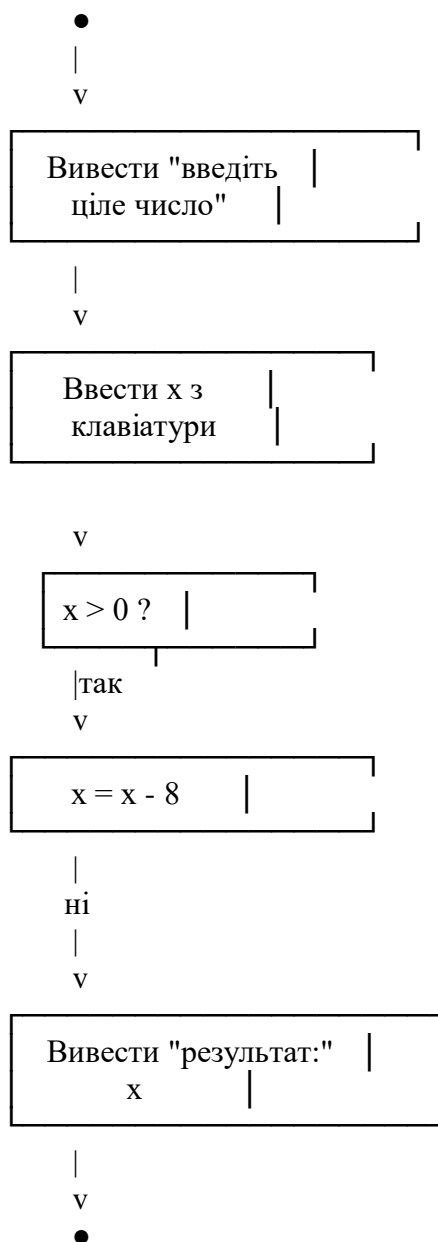 Вивести "введіть
ціле число"
Ввести x з
клавіатури
x > 0 ?
так
x = x - 8
ні
Вивести "результат:"
x